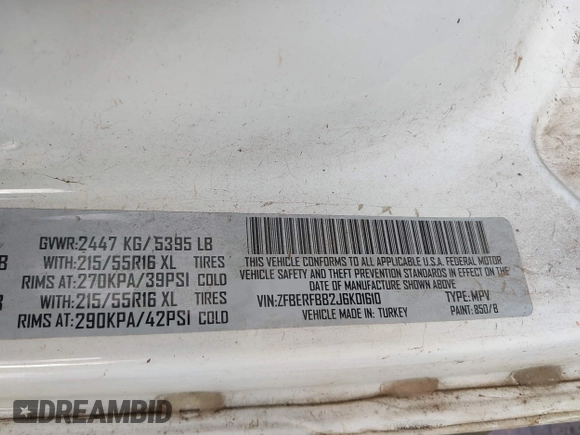 GVWR:2447 KG/5395 LB
B WITH:215/55R16 XL TIRES
RIMS AT:270KPA/39PSI COLD
B WITH:215/55R16 XL TIRES
RIMS AT:290KPA/42PSI COLD
THIS VEHICLE CONFORMS TO ALL APPLICABLE U.S.A. FEDERAL MOTOR
VEHICLE SAFETY, BUMPER, AND THEFT PREVENTION STANDARDS IN EFFECT ON THE
DATE OF MANUFACTURE SHOWN ABOVE
VIN:ZFBERFBB2J6K01610 TYPE:MPV
VEHICLE MADE IN: TURKEY PAINT: 850/B
DREAMBID